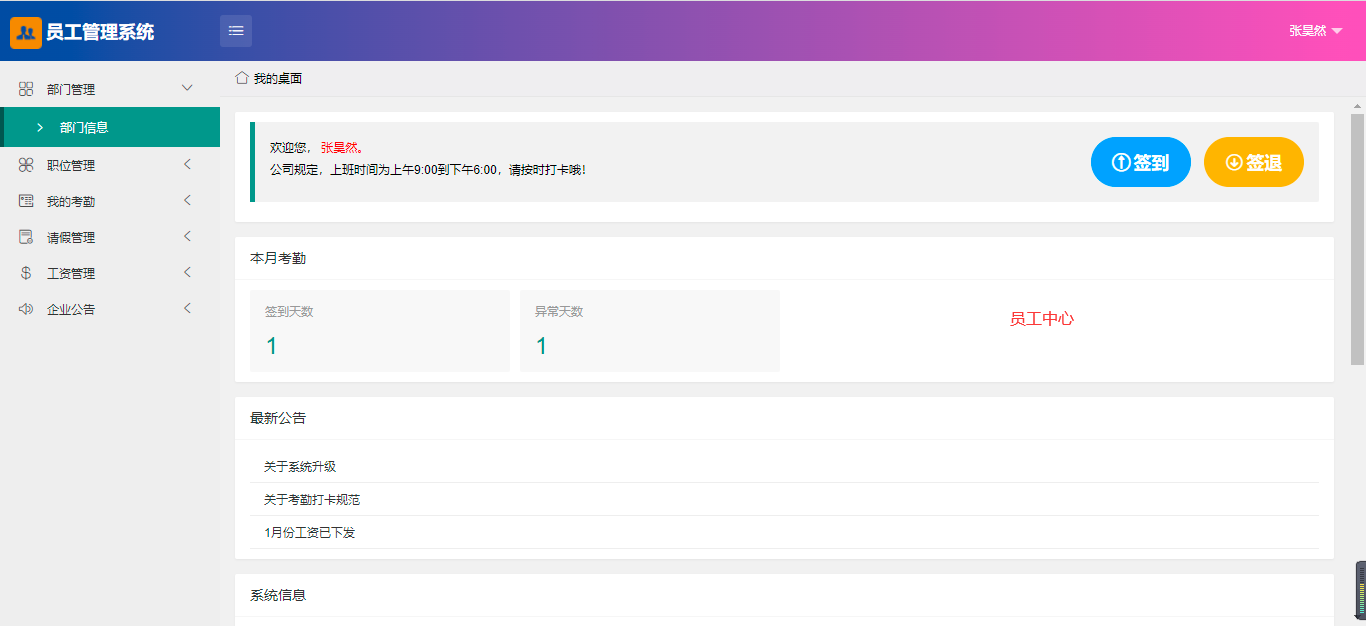 员工管理系统
张昊然
部门管理
部门信息
职位管理
我的考勤
请假管理
工资管理
企业公告
我的桌面
欢迎您， 张昊然。
公司规定，上班时间为上午9:00到下午6:00，请按时打卡哦!
签到
签退
本月考勤
签到天数
1
异常天数
1
员工中心
最新公告
关于系统升级
关于考勤打卡规范
1月份工资已下发
系统信息